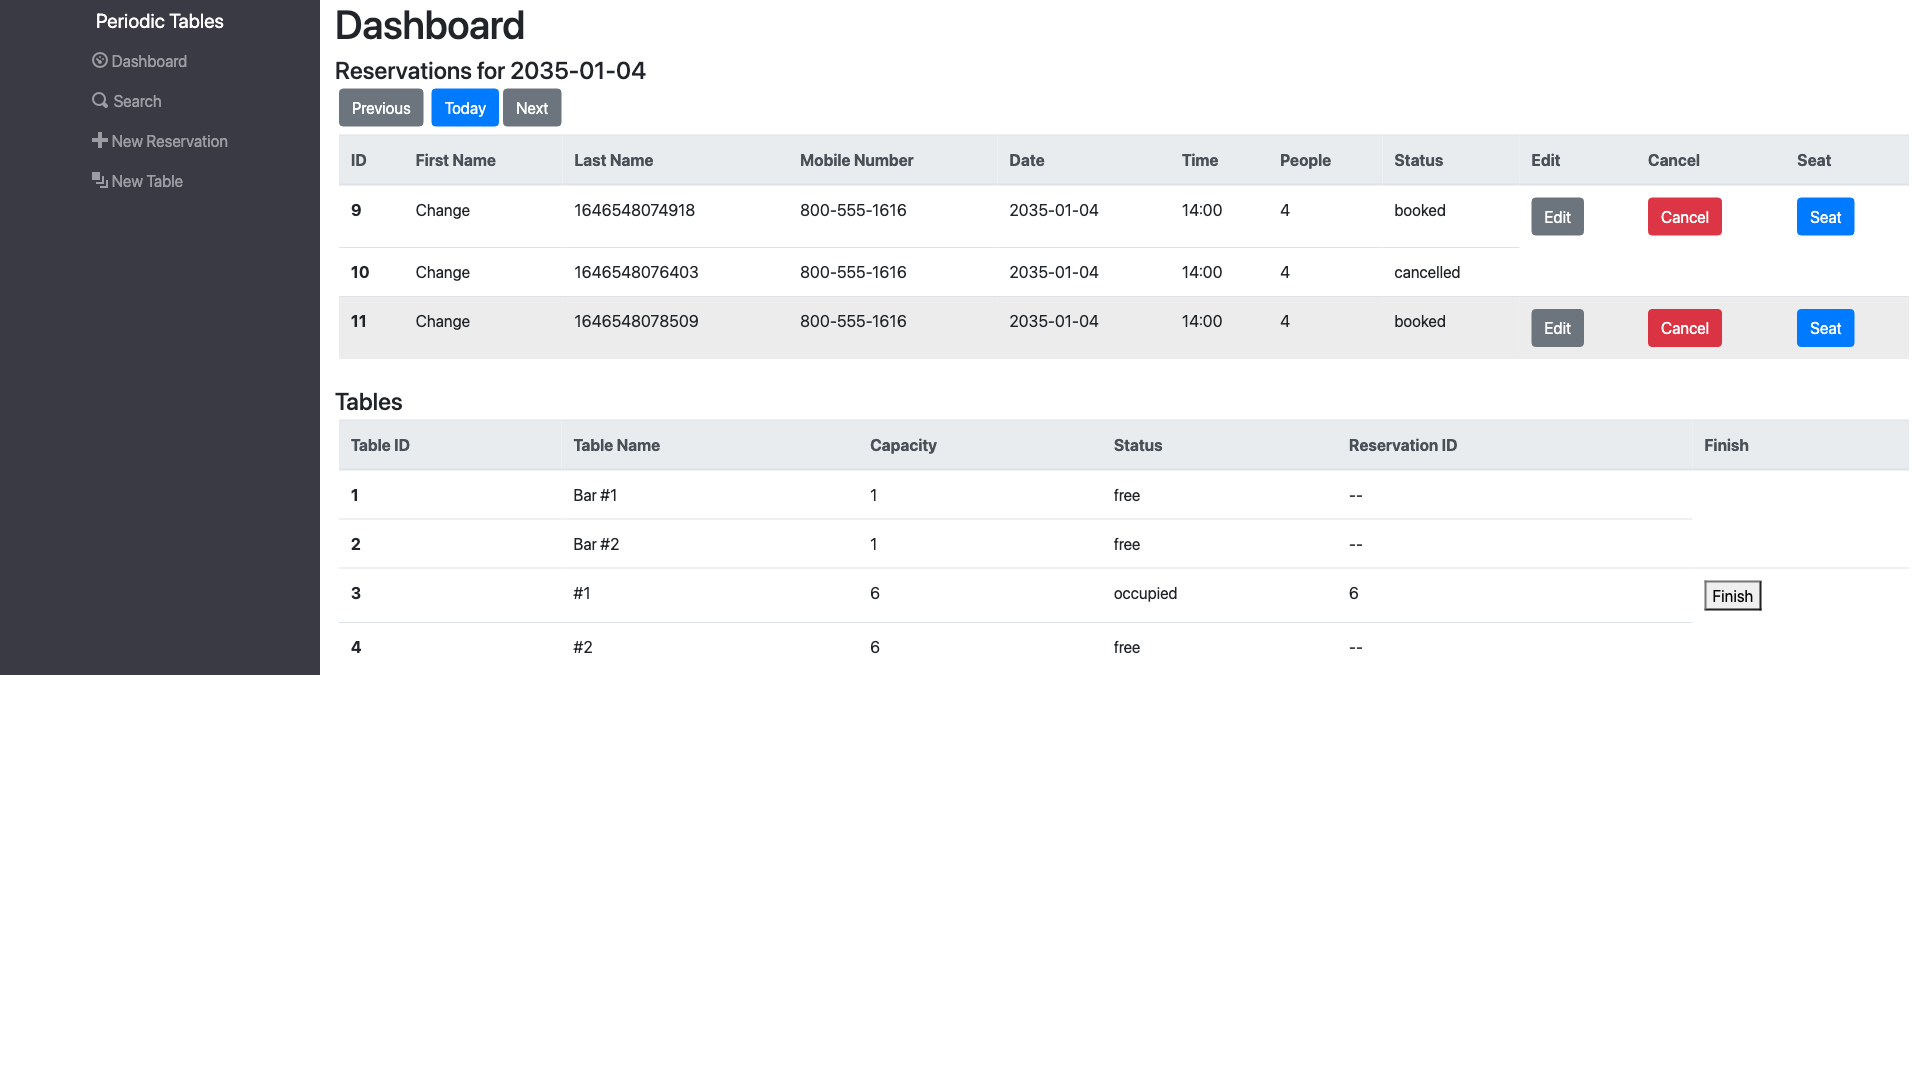 Periodic Tables
Dashboard
Search
New Reservation
New Table
Dashboard
Reservations for 2035-01-04
Previous Today Next
ID First Name Last Name Mobile Number Date Time People Status Edit Cancel Seat
9 Change 1646548074918 800-555-1616 2035-01-04 14:00 4 booked Edit Cancel Seat
10 Change 1646548076403 800-555-1616 2035-01-04 14:00 4 cancelled
11 Change 1646548078509 800-555-1616 2035-01-04 14:00 4 booked Edit Cancel Seat
Tables
Table ID Table Name Capacity Status Reservation ID Finish
1 Bar #1 1 free --
2 Bar #2 1 free --
3 #1 6 occupied 6 Finish
4 #2 6 free --